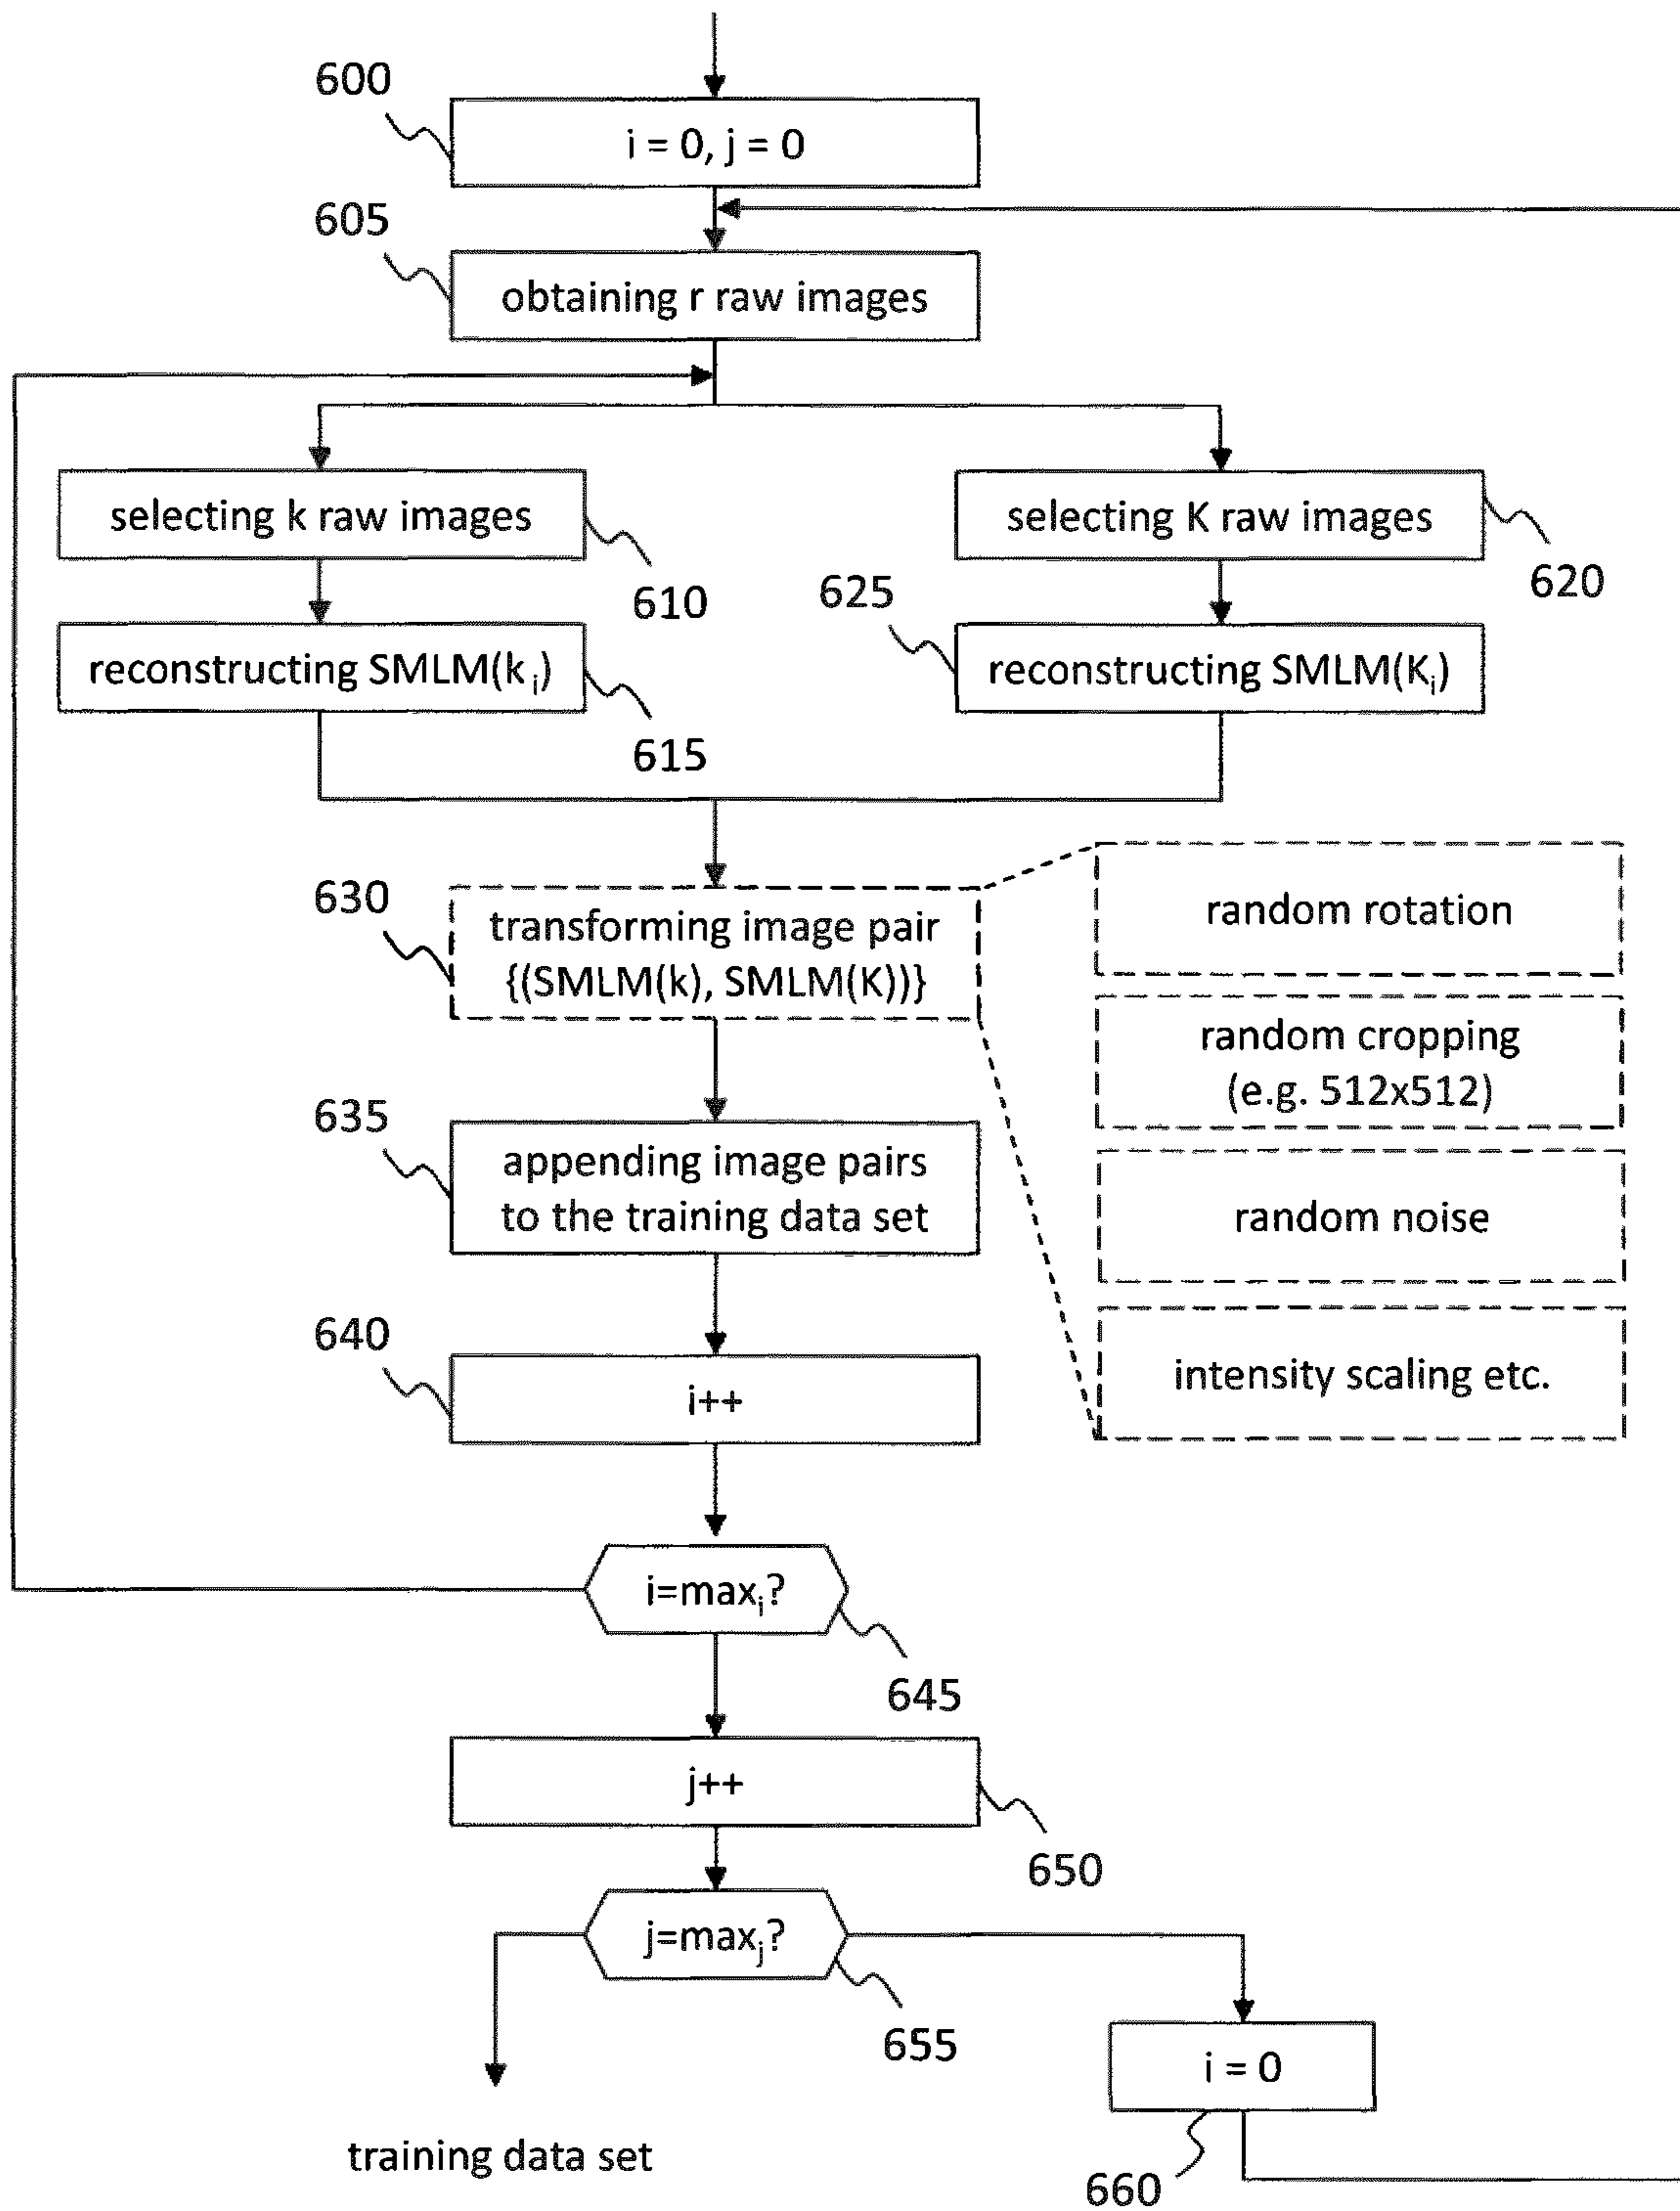 600
i = 0, j = 0
605
obtaining r raw images
selecting k raw images
610
selecting K raw images
620
reconstructing SMLM(k i)
615
625
reconstructing SMLM(Ki)
630
transforming image pair
{(SMLM(k), SMLM(K))}
random rotation
random cropping
(e.g. 512x512)
random noise
intensity scaling etc.
635
appending image pairs
to the training data set
640
i++
i=maxi?
645
j++
650
j=maxj?
655
i = 0
660
training data set